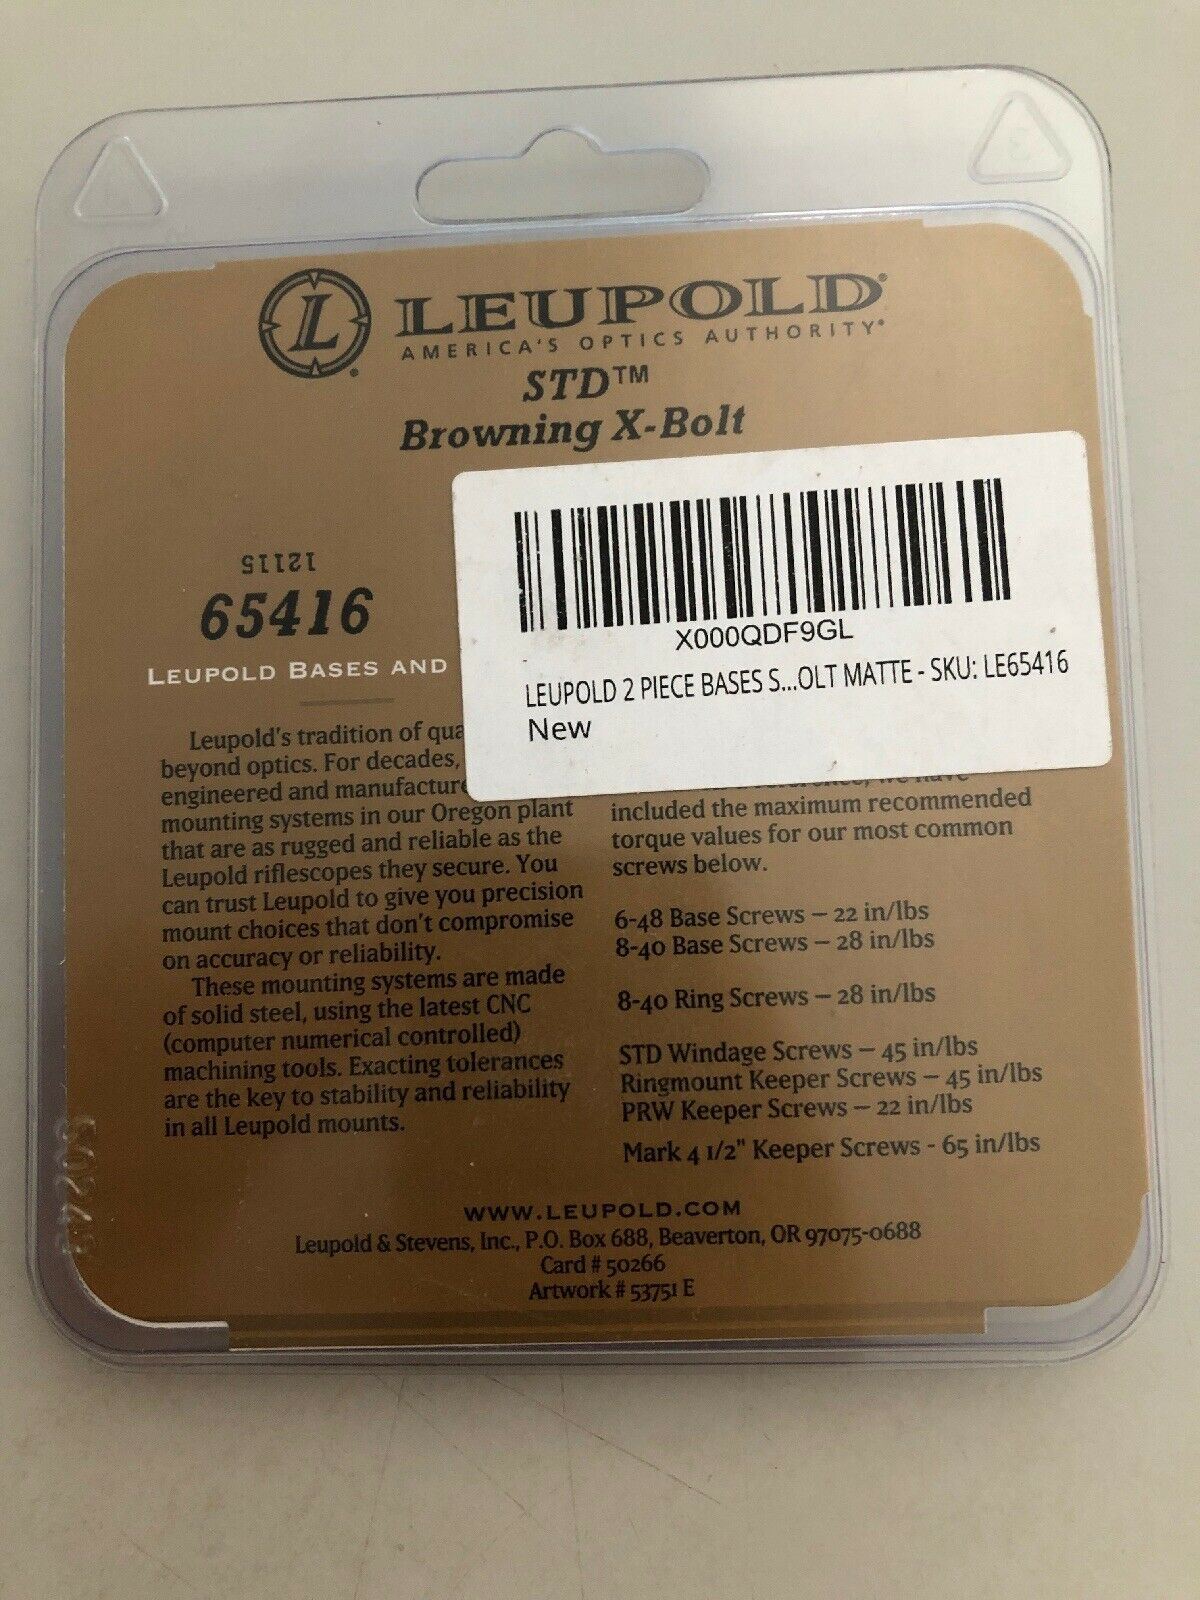 L LEUPOLD®
AMERICA'S OPTICS AUTHORITY®
STD™
Browning X-Bolt
12115
65416
LEUPOLD BASES AND
X000QDF9GL
LEUPOLD 2 PIECE BASES S...OLT MATTE - SKU: LE65416
New
Leupold's tradition of
beyond optics. For decades,
engineered and
mounting systems in our Oregon plant
that are as rugged and reliable as the
Leupold riflescopes they secure. You
can trust Leupold to give you precision
mount choices that don't compromise
on accuracy or reliability.
These mounting systems are made
of solid steel, using the latest CNC
(computer numerical controlled)
machining tools. Exacting tolerances
are the key to stability and reliability
in all Leupold mounts.
we have
included the maximum recommended
torque values for our most common
screws below.
6-48 Base Screws – 22 in/lbs
8-40 Base Screws – 28 in/lbs
8-40 Ring Screws – 28 in/lbs
STD Windage Screws – 45 in/lbs
Ringmount Keeper Screws – 45 in/lbs
PRW Keeper Screws – 22 in/lbs
Mark 4 1/2" Keeper Screws - 65 in/lbs
WWW.LEUPOLD.COM
Leupold & Stevens, Inc., P.O. Box 688, Beaverton, OR 97075-0688
Card # 50266
Artwork # 53751 E